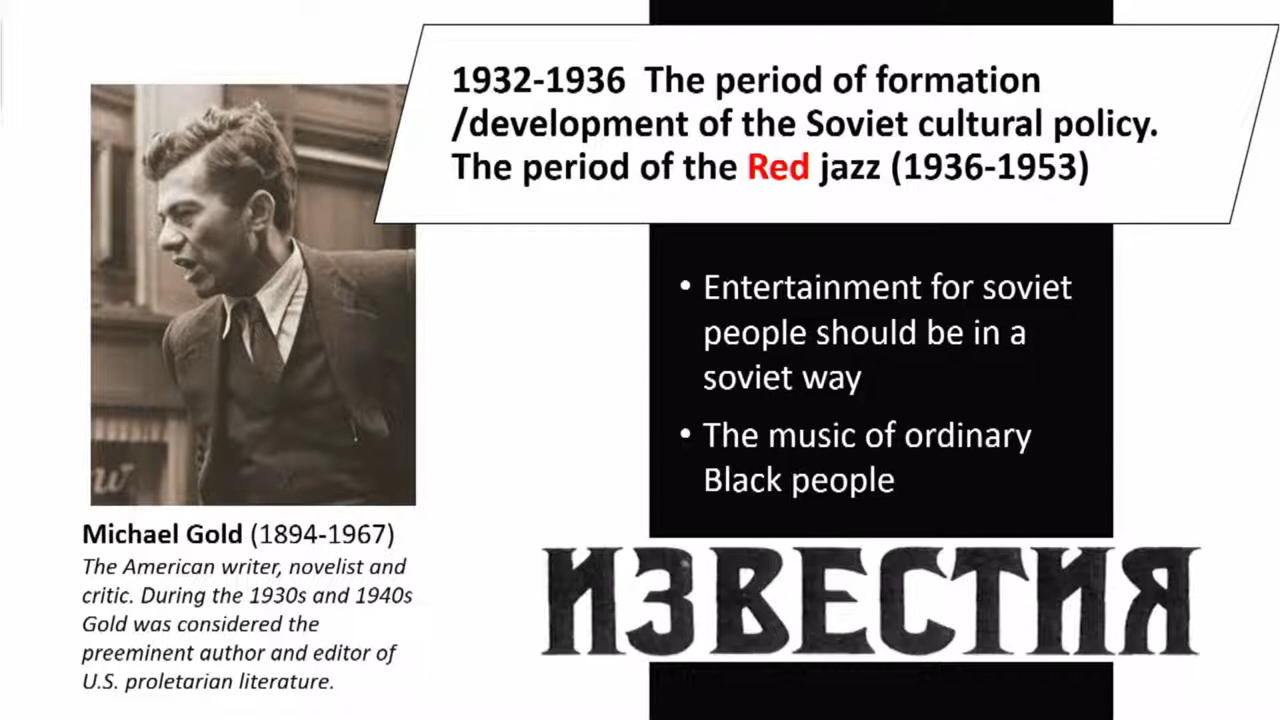 1932-1936 The period of formation
/development of the Soviet cultural policy.
The period of the Red jazz (1936-1953)
• Entertainment for soviet
people should be in a
soviet way
• The music of ordinary
Black people
Michael Gold (1894-1967)
The American writer, novelist and
critic. During the 1930s and 1940s
Gold was considered the
preeminent author and editor of
U.S. proletarian literature.
ИЗВЕСТИЯ